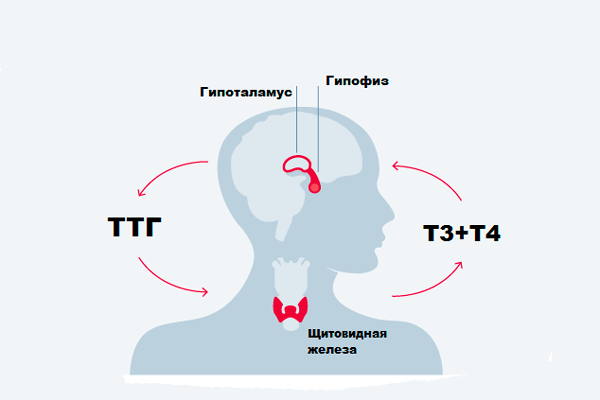 Гипофиз
Гипоталамус
ТТГ
Т3+Т4
Щитовидная
железа